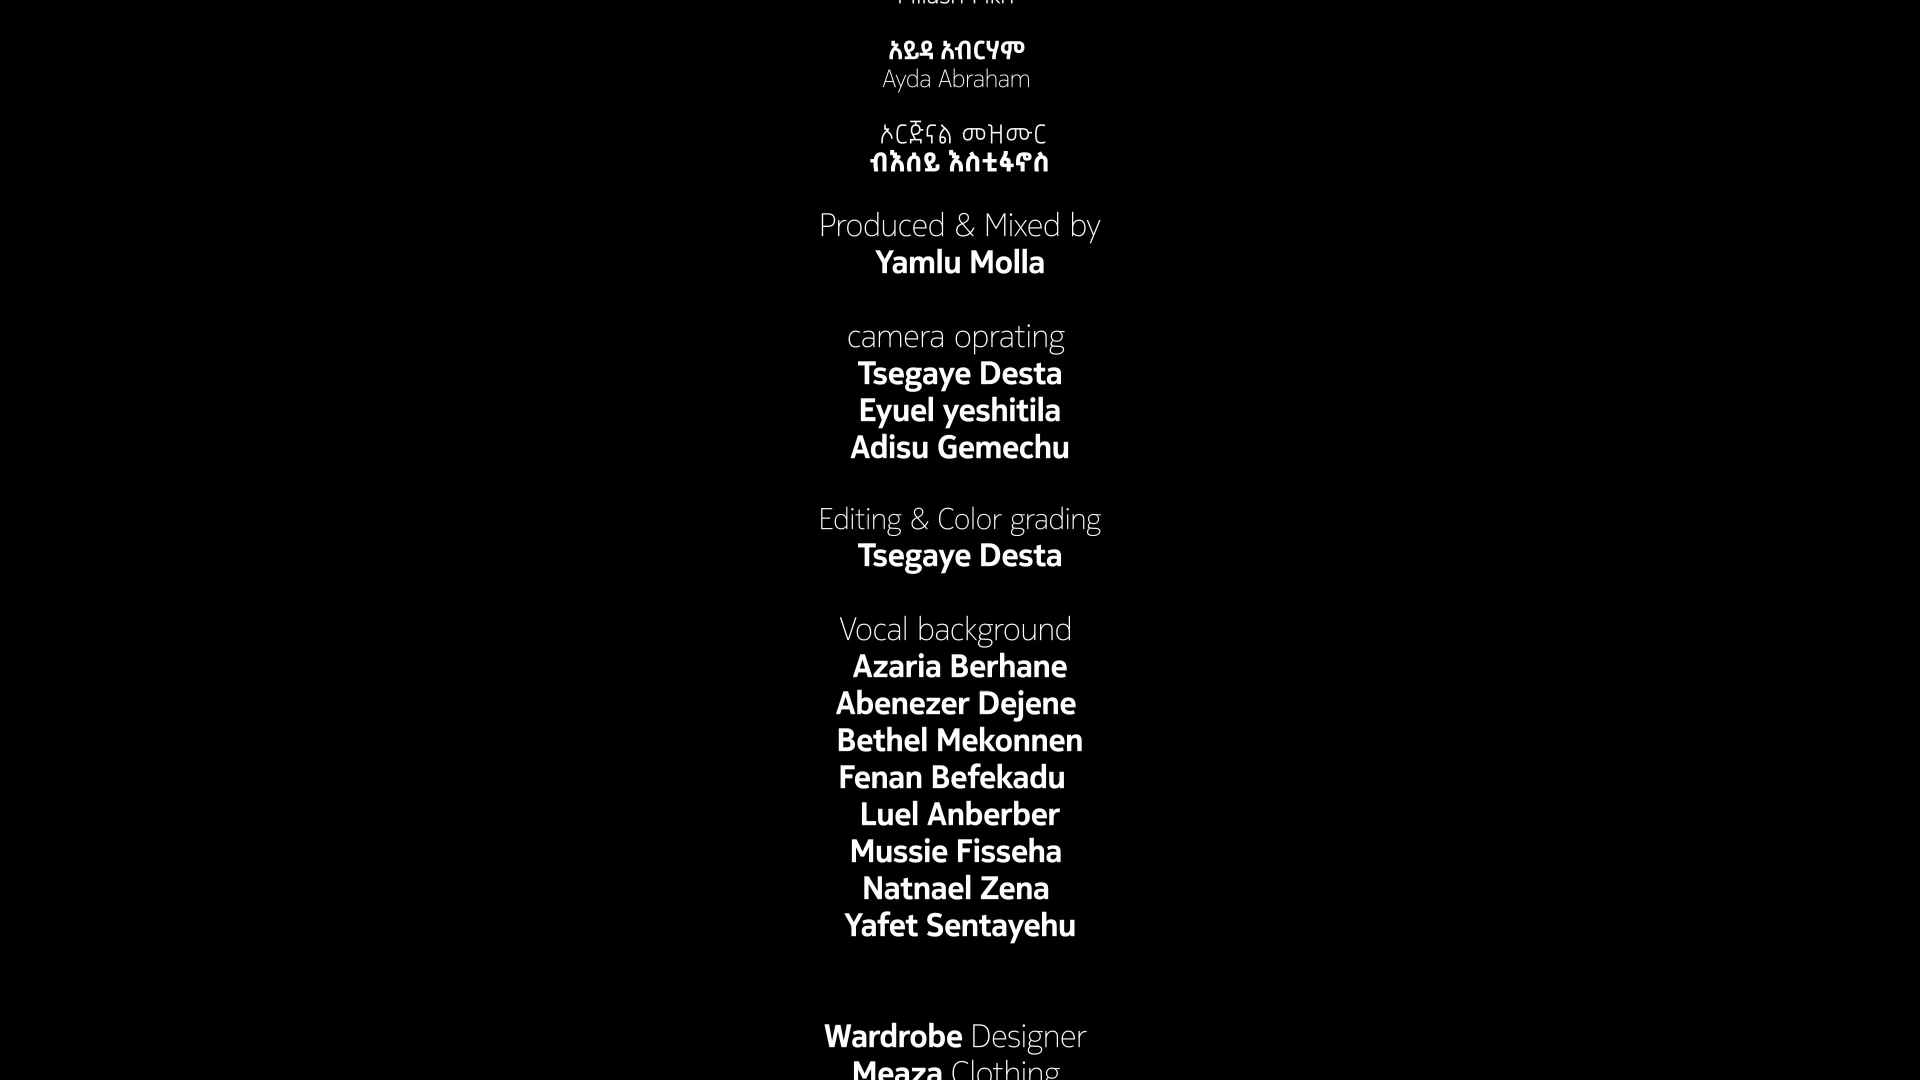 አይዳ አብርሃም
Ayda Abraham
ኦርጅናል መዝሙር
ብእሰይ እስቲፋኖስ
Produced & Mixed by
Yamlu Molla
camera oprating
Tsegaye Desta
Eyuel yeshitila
Adisu Gemechu
Editing & Color grading
Tsegaye Desta
Vocal background
Azaria Berhane
Abenezer Dejene
Bethel Mekonnen
Fenan Befekadu
Luel Anberber
Mussie Fisseha
Natnael Zena
Yafet Sentayehu
Wardrobe Designer
Meaza Clothing